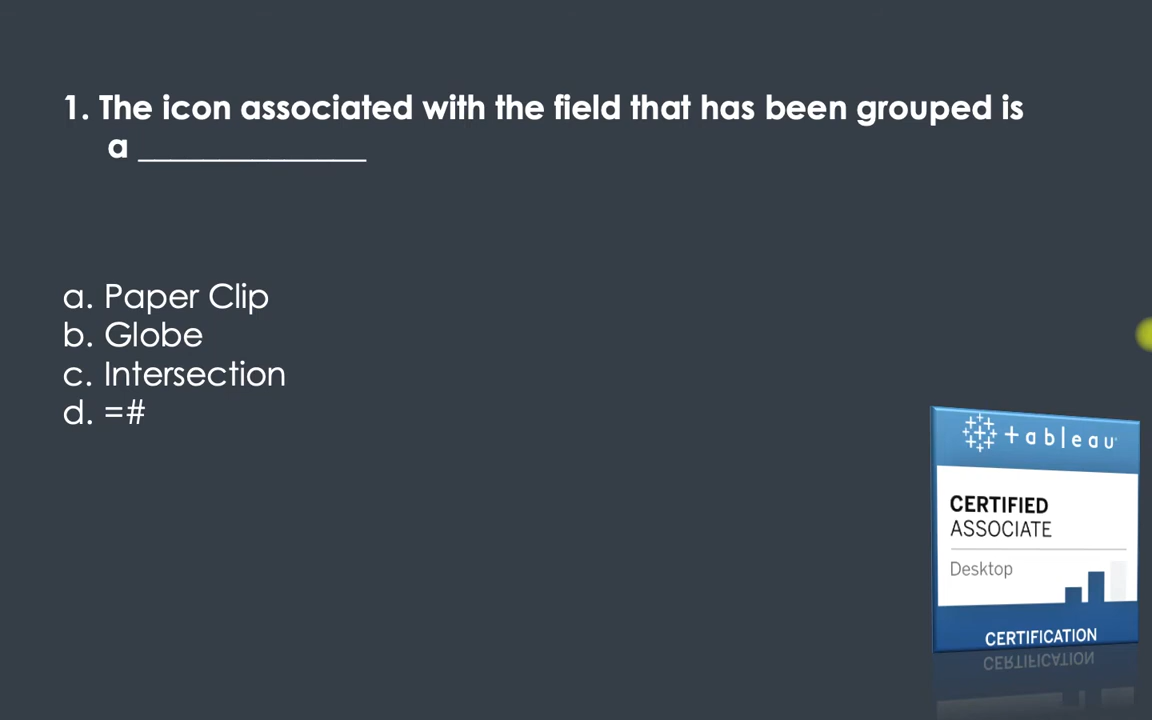 1. The icon associated with the field that has been grouped is
a ______________
a. Paper Clip
b. Globe
c. Intersection
d. =#
+ableau
CERTIFIED
ASSOCIATE
Desktop
CERTIFICATION